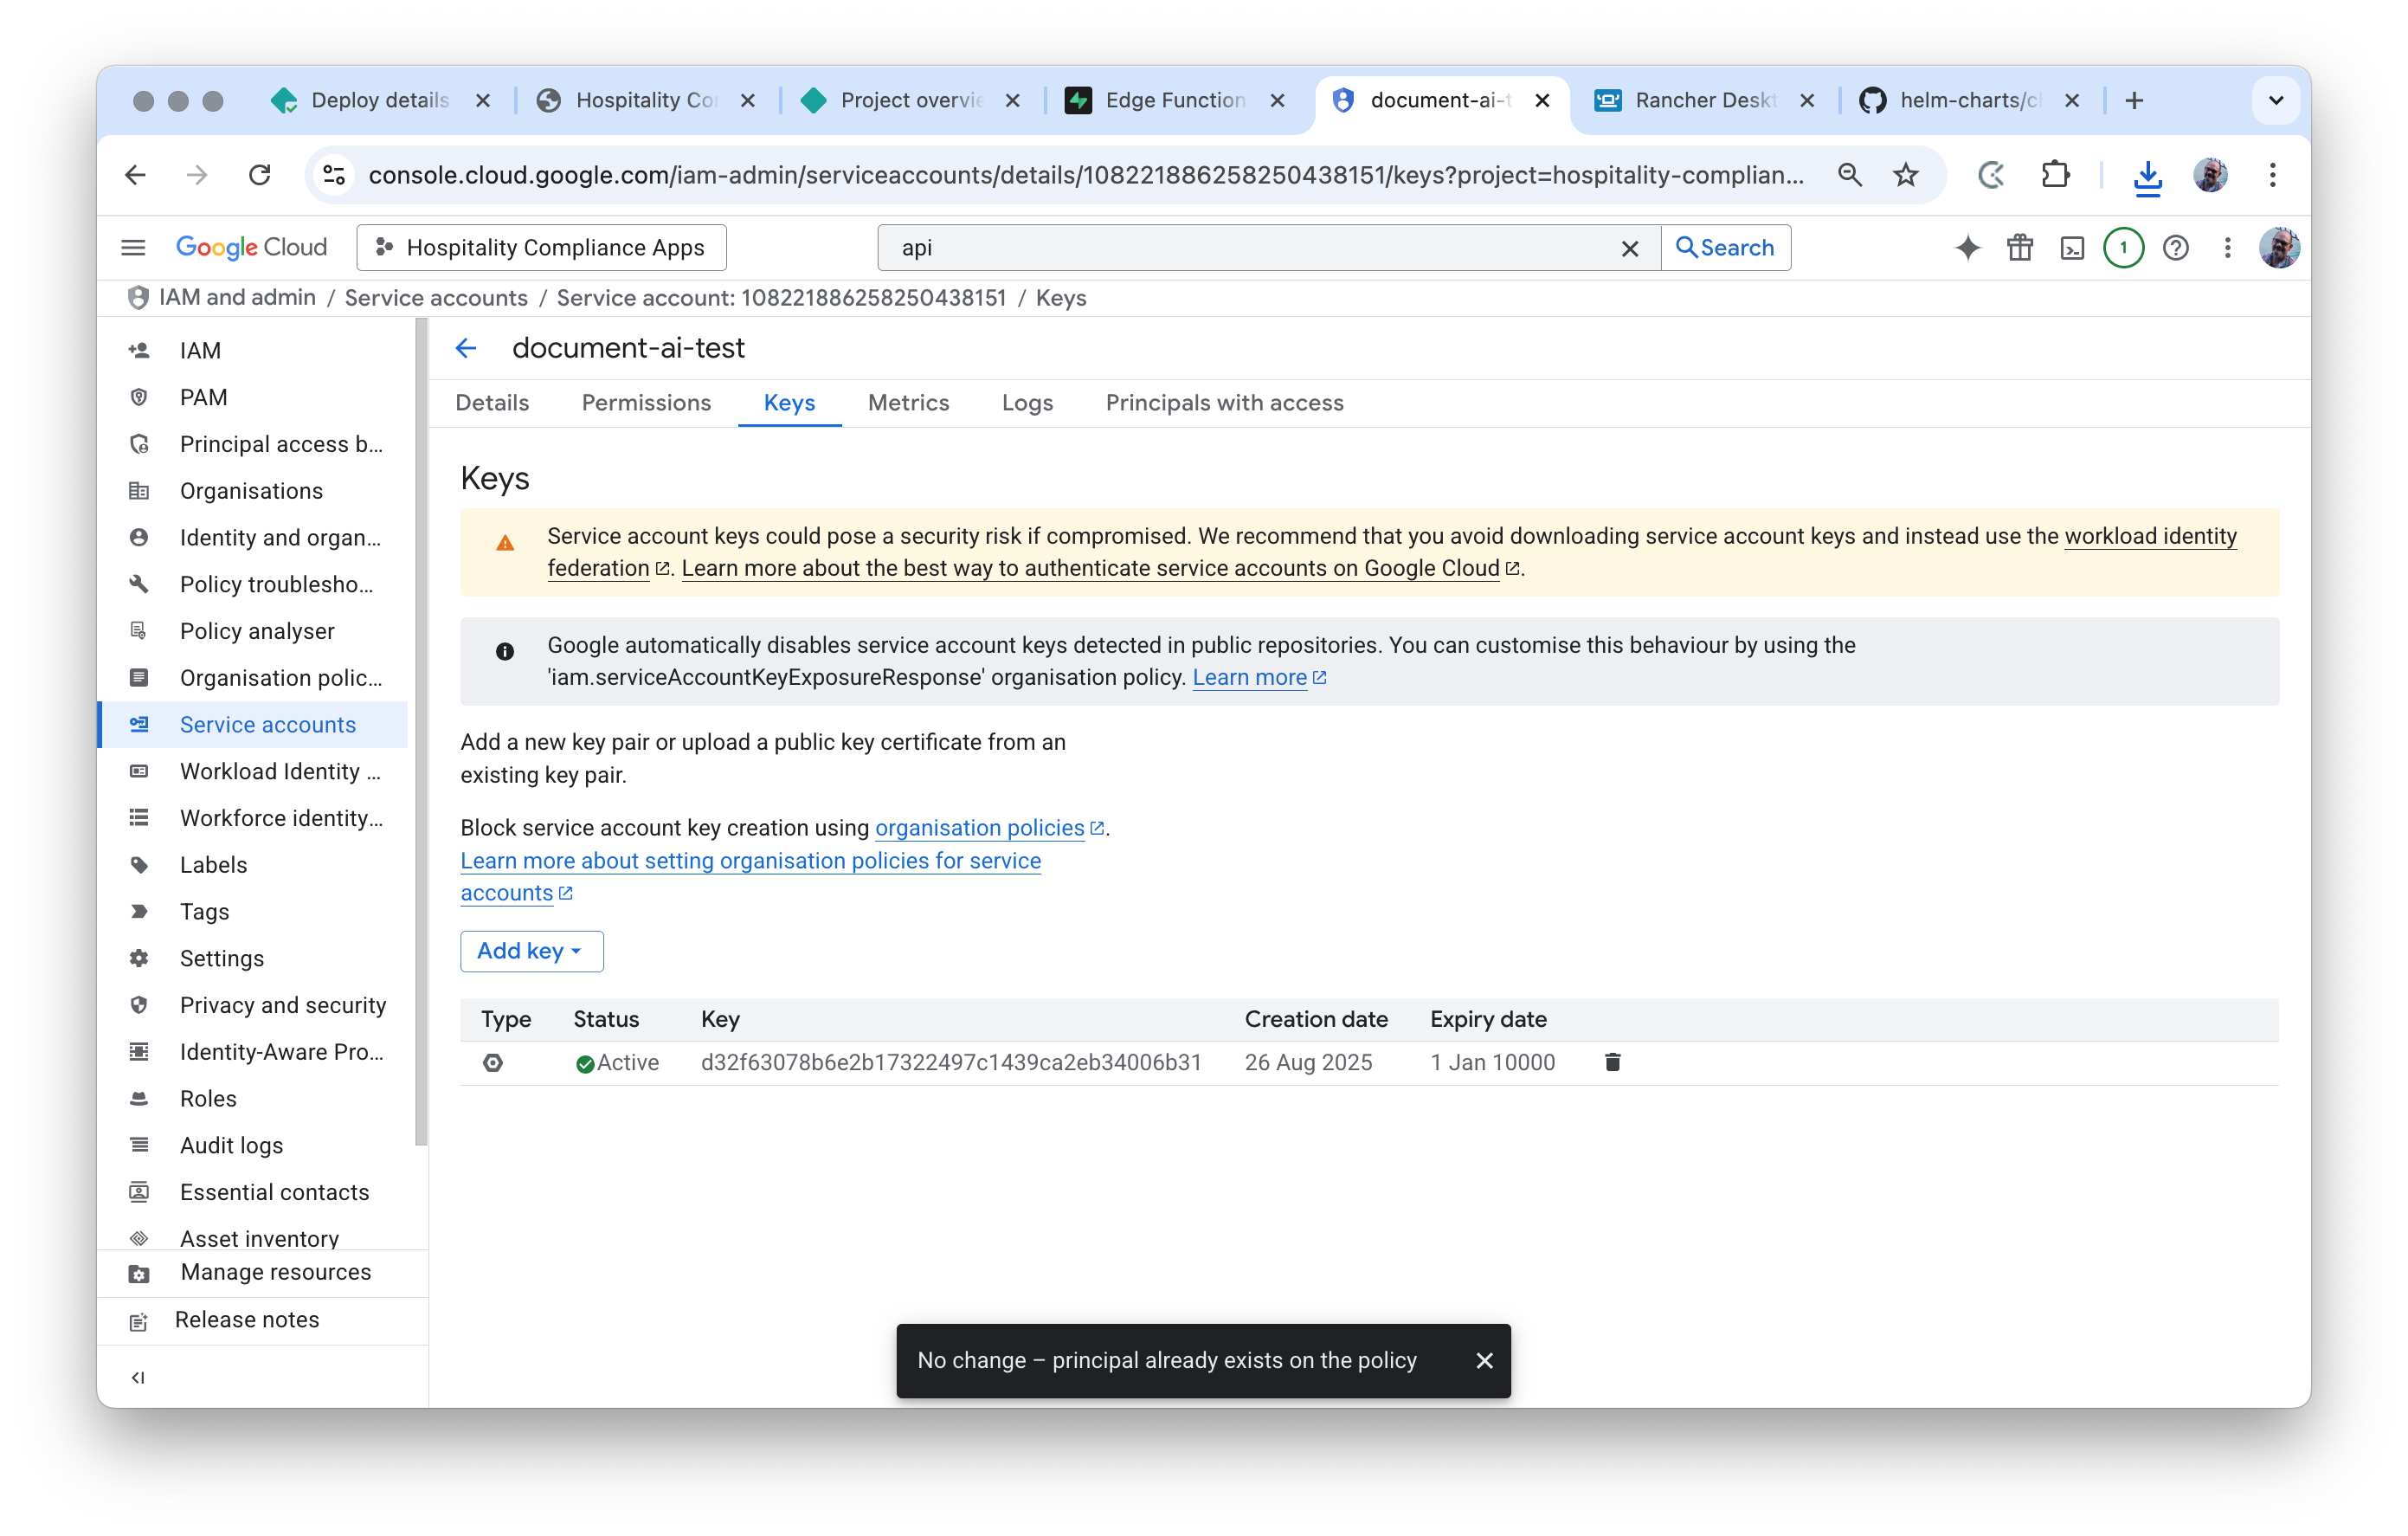 Deploy details
Hospitality Co
Project overvie
Edge Function
document-ai-t
Rancher Deskt
helm-charts/c
console.cloud.google.com/iam-admin/serviceaccounts/details/108221886258250438151/keys?project=hospitality-complian...
Google Cloud
Hospitality Compliance Apps
api
Search
1
IAM and admin / Service accounts / Service account: 108221886258250438151 / Keys
IAM
PAM
Principal access b...
Organisations
Identity and organ...
Policy troublesho...
Policy analyser
Organisation polic...
Service accounts
Workload Identity ...
Workforce identity...
Labels
Tags
Settings
Privacy and security
Identity-Aware Pro...
Roles
Audit logs
Essential contacts
Asset inventory
Manage resources
Release notes
document-ai-test
Details Permissions Keys Metrics Logs Principals with access
Keys
Service account keys could pose a security risk if compromised. We recommend that you avoid downloading service account keys and instead use the workload identity
federation. Learn more about the best way to authenticate service accounts on Google Cloud.
Google automatically disables service account keys detected in public repositories. You can customise this behaviour by using the
'iam.serviceAccountKeyExposureResponse' organisation policy. Learn more
Add a new key pair or upload a public key certificate from an
existing key pair.
Block service account key creation using organisation policies.
Learn more about setting organisation policies for service
accounts
Add key
Type Status Key Creation date Expiry date
Active d32f63078b6e2b17322497c1439ca2eb34006b31 26 Aug 2025 1 Jan 10000
No change – principal already exists on the policy